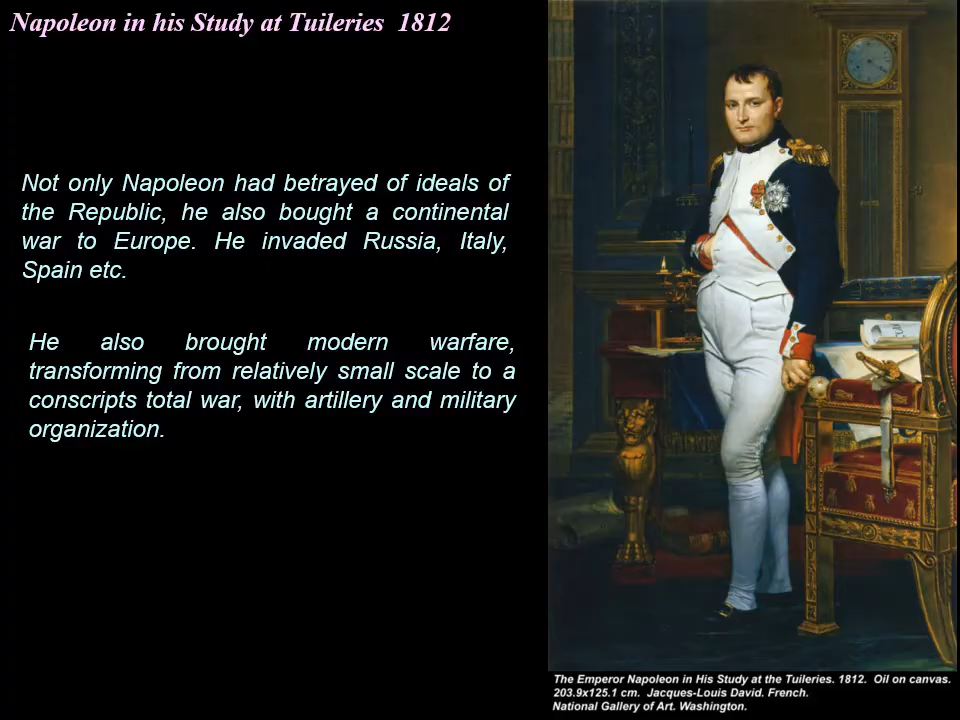 Napoleon in his Study at Tuileries 1812
Not only Napoleon had betrayed of ideals of
the Republic, he also bought a continental
war to Europe. He invaded Russia, Italy,
Spain etc.
He also brought modern warfare,
transforming from relatively small scale to a
conscripts total war, with artillery and military
organization.
The Emperor Napoleon in His Study at the Tuileries. 1812. Oil on canvas.
203.9x125.1 cm. Jacques-Louis David. French.
National Gallery of Art. Washington.